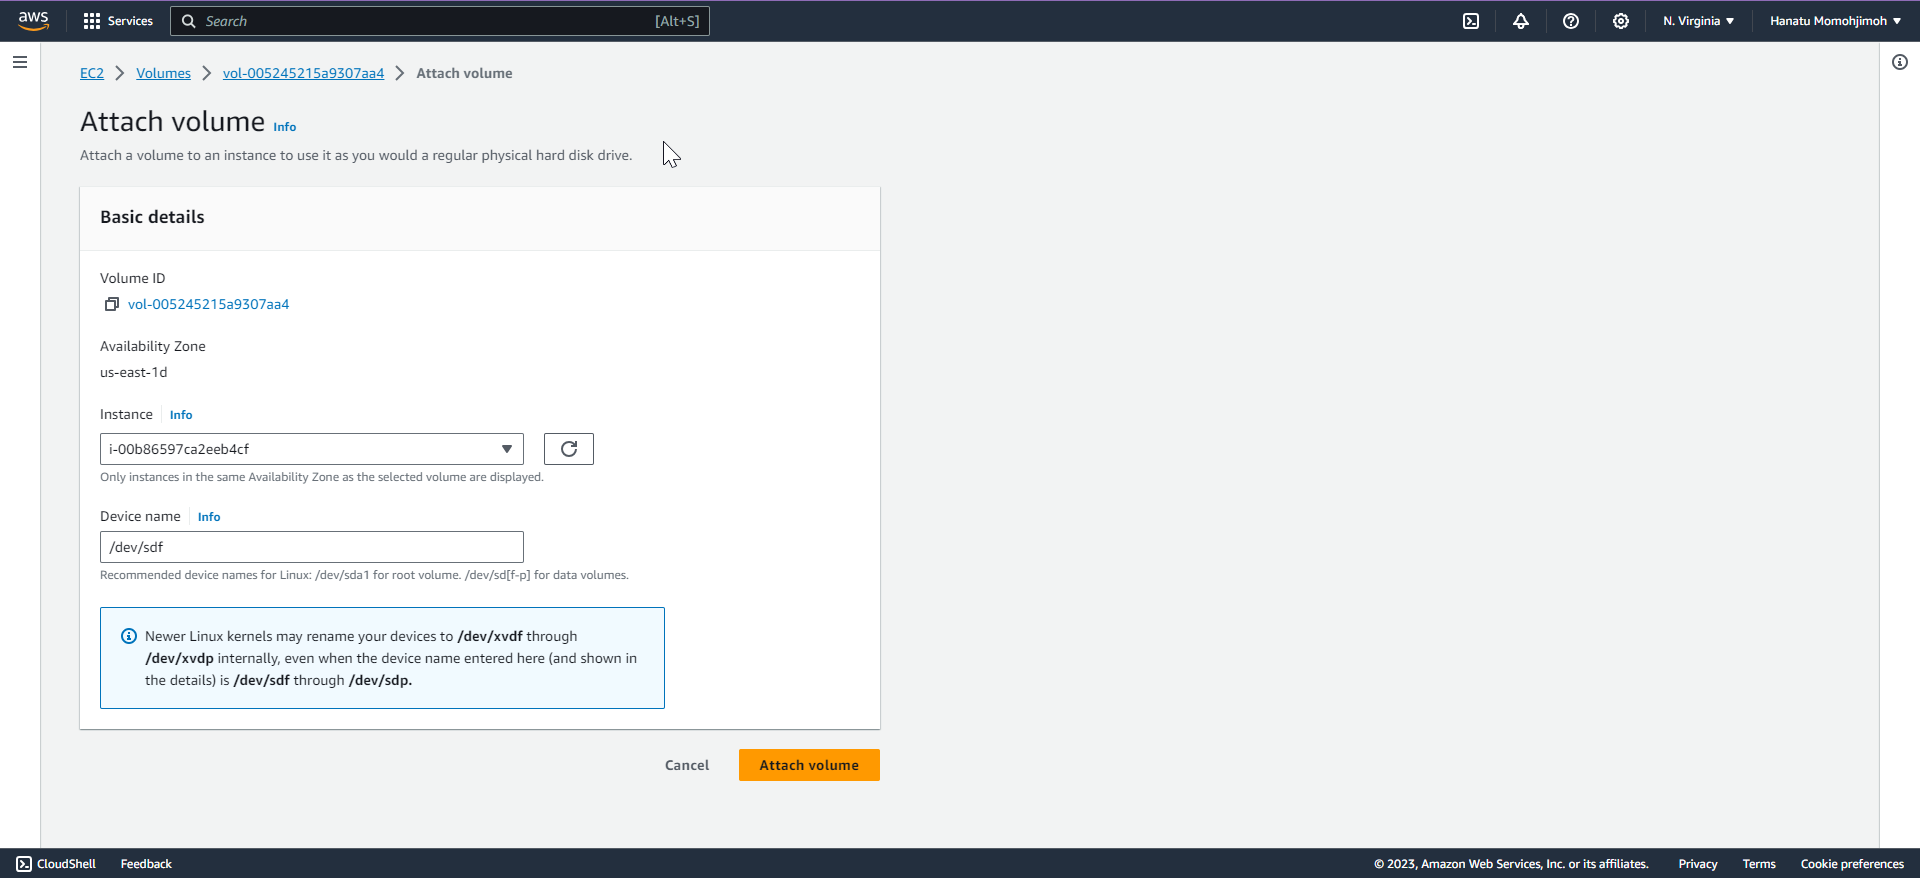 aws
Services
Search
[Alt+S]
N. Virginia
Hanatu Momohjimoh
EC2 > Volumes > vol-005245215a9307aa4 > Attach volume
Attach volume Info
Attach a volume to an instance to use it as you would a regular physical hard disk drive.
Basic details
Volume ID
vol-005245215a9307aa4
Availability Zone
us-east-1d
Instance Info
i-00b86597ca2eeb4cf
Only instances in the same Availability Zone as the selected volume are displayed.
Device name Info
/dev/sdf
Recommended device names for Linux: /dev/sda1 for root volume. /dev/sd[f-p] for data volumes.
Newer Linux kernels may rename your devices to /dev/xvdf through
/dev/xvdp internally, even when the device name entered here (and shown in
the details) is /dev/sdf through /dev/sdp.
Cancel
Attach volume
CloudShell
Feedback
© 2023, Amazon Web Services, Inc. or its affiliates.
Privacy
Terms
Cookie preferences